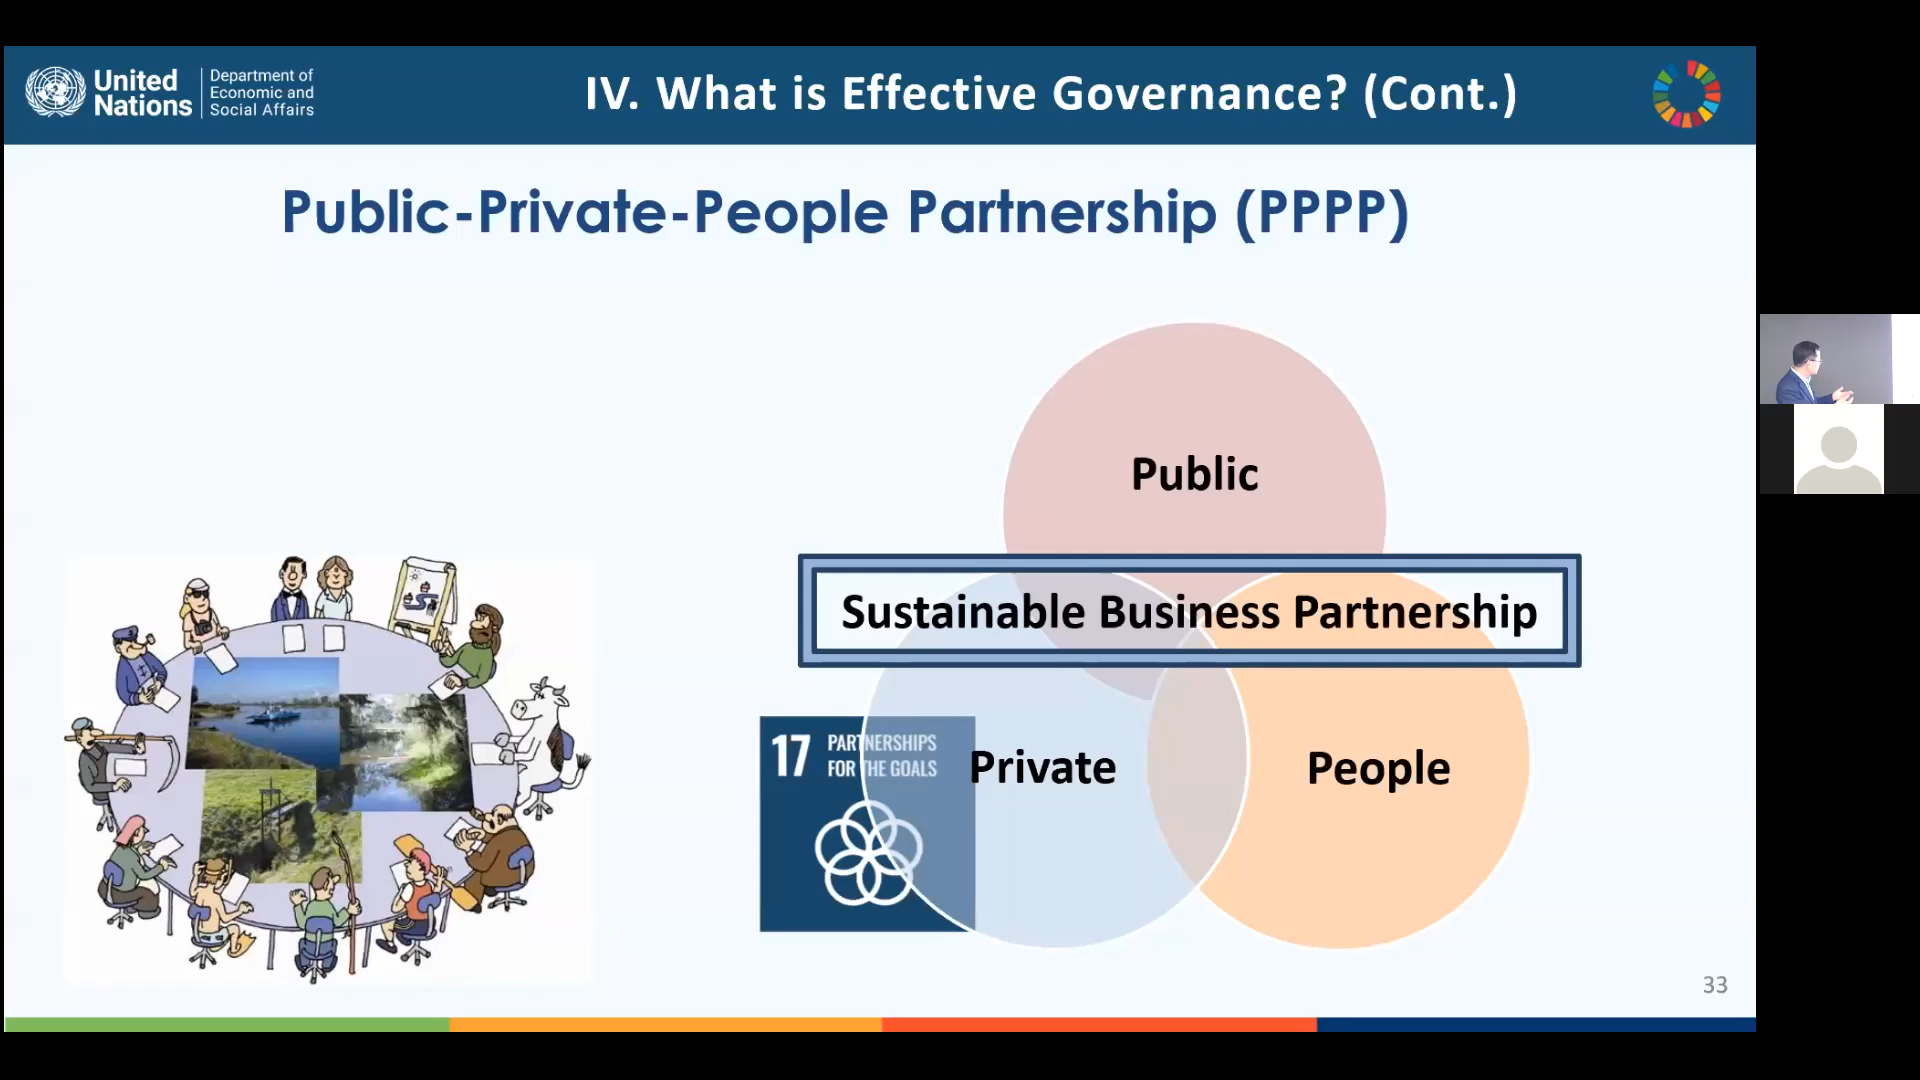 United
Nations
Department of
Economic and
Social Affairs
IV. What is Effective Governance? (Cont.)
Public-Private-People Partnership (PPPP)
Public
Sustainable Business Partnership
17 PARTNERSHIPS
FOR THE GOALS
Private
People
33